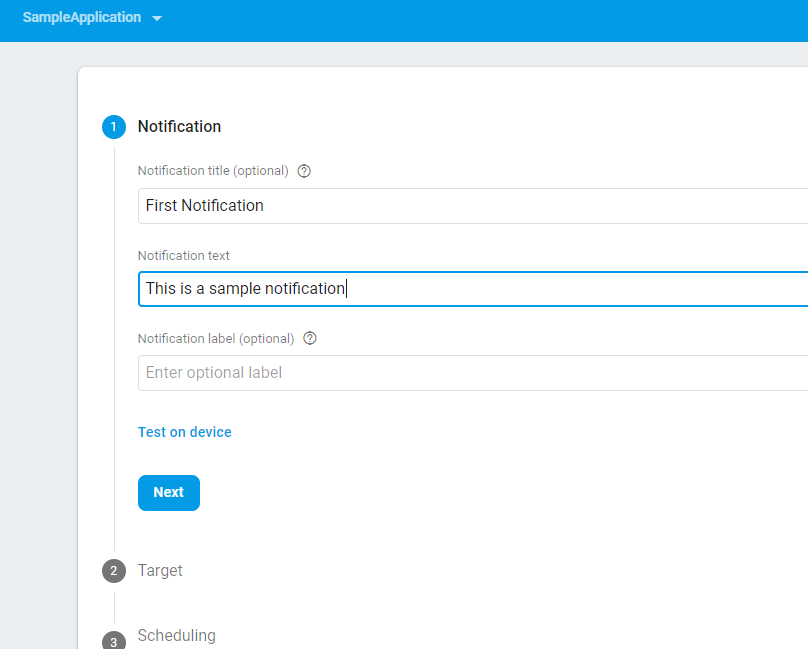 SampleApplication
1 Notification
Notification title (optional) ?
First Notification
Notification text
This is a sample notification
Notification label (optional) ?
Enter optional label
Test on device
Next
2 Target
3 Scheduling